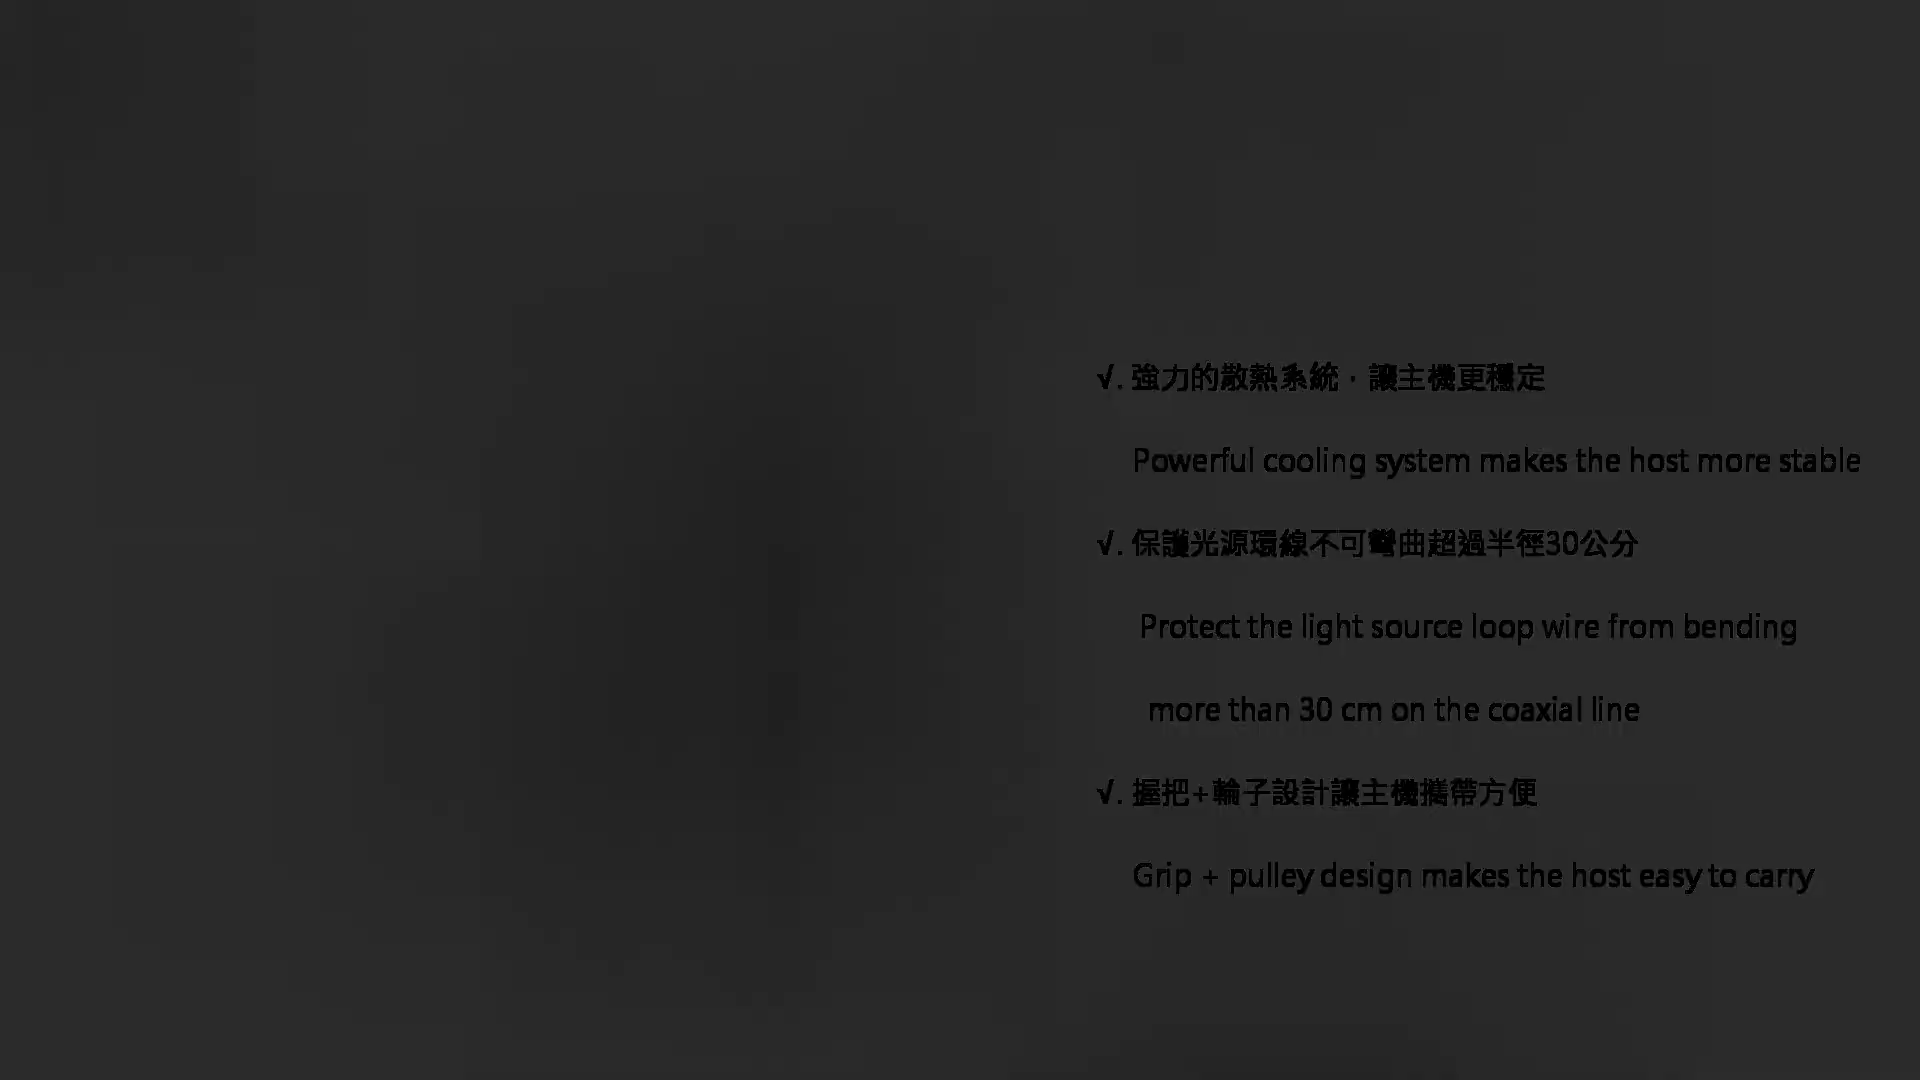 √. 強力的散熱系統，讓主機更穩定
Powerful cooling system makes the host more stable
√. 保護光源環線不可彎曲超過半徑30公分
Protect the light source loop wire from bending
more than 30 cm on the coaxial line
√. 握把+輪子設計讓主機攜帶方便
Grip + pulley design makes the host easy to carry